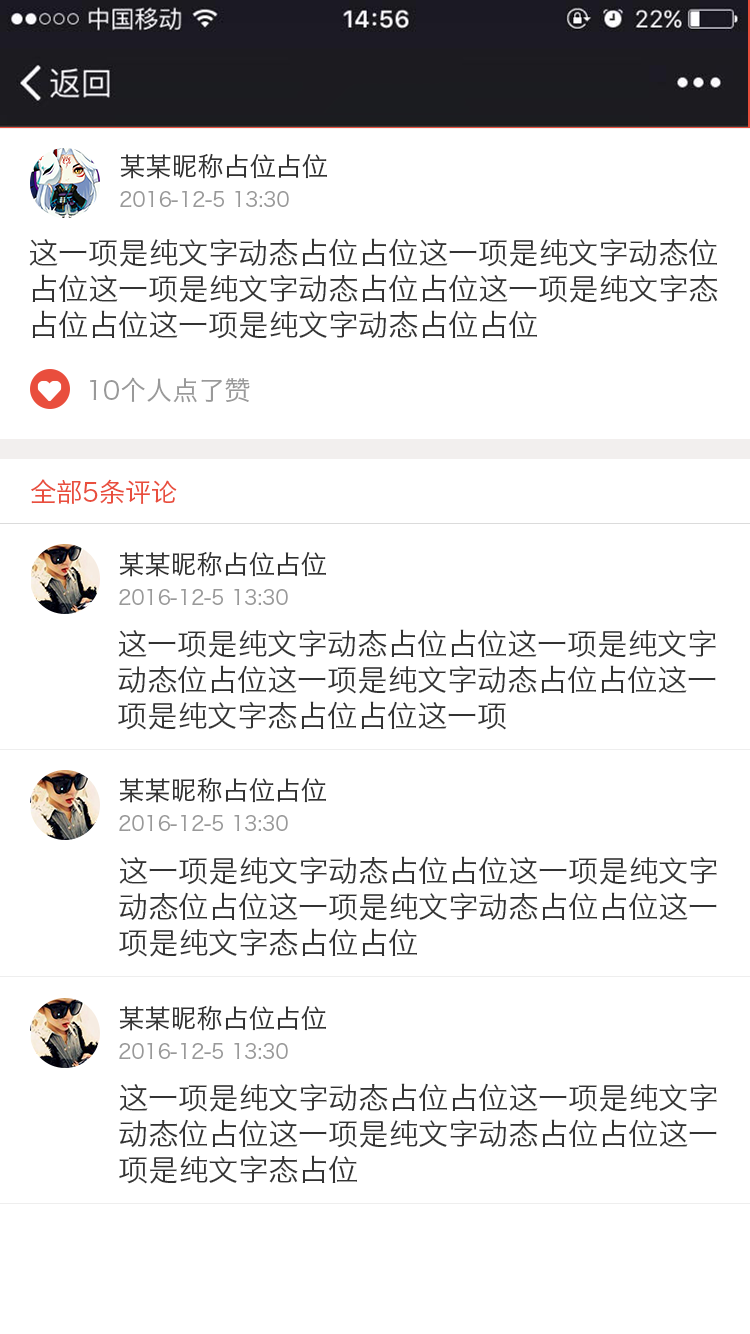 中国移动 14:56 22%
返回
某某昵称占位占位
2016-12-5 13:30
这一项是纯文字动态占位占位这一项是纯文字动态位
占位这一项是纯文字动态占位占位这一项是纯文字态
占位占位这一项是纯文字动态占位占位
10个人点了赞
全部5条评论
某某昵称占位占位
2016-12-5 13:30
这一项是纯文字动态占位占位这一项是纯文字
动态位占位这一项是纯文字动态占位占位这一
项是纯文字态占位占位这一项
某某昵称占位占位
2016-12-5 13:30
这一项是纯文字动态占位占位这一项是纯文字
动态位占位这一项是纯文字动态占位占位这一
项是纯文字态占位占位
某某昵称占位占位
2016-12-5 13:30
这一项是纯文字动态占位占位这一项是纯文字
动态位占位这一项是纯文字动态占位占位这一
项是纯文字态占位